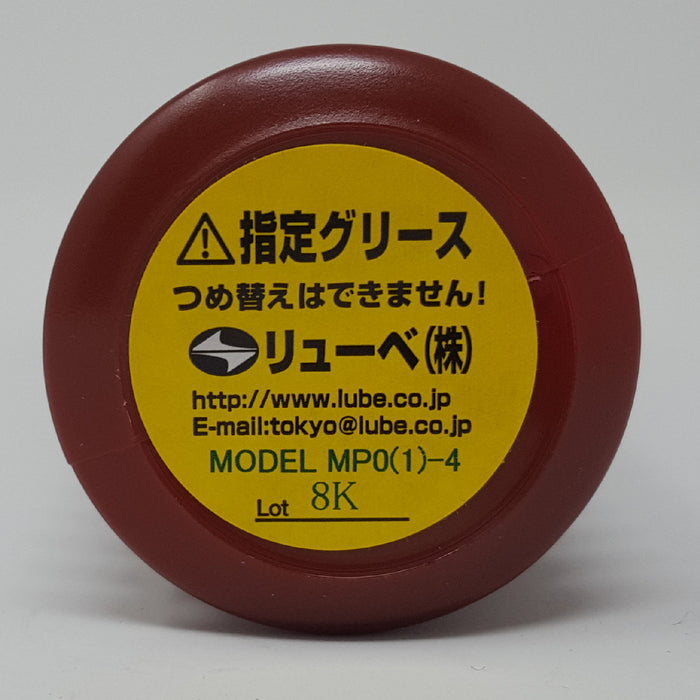 指定グリース
つめ替えはできません!
リューベ(株)
http://www.lube.co.jp
E-mail:tokyo@lube.co.jp
MODEL MP0(1)-4
Lot 8K